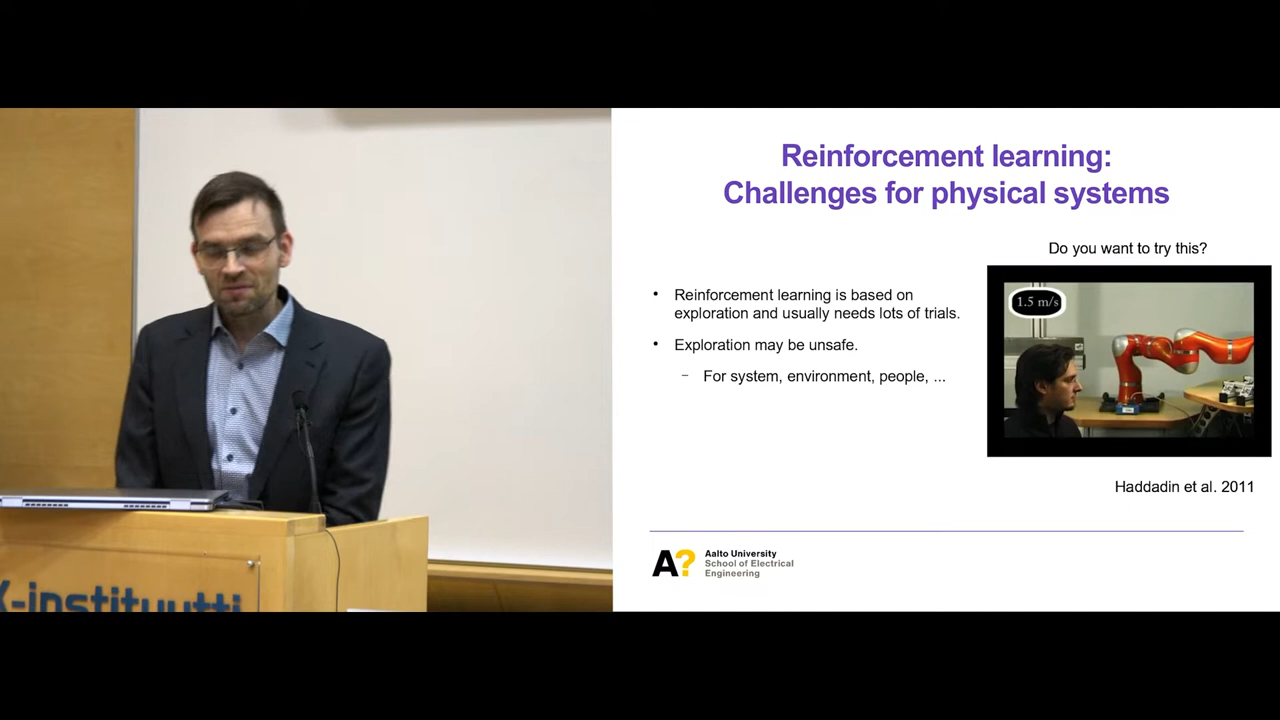 Reinforcement learning:
Challenges for physical systems
Do you want to try this?
• Reinforcement learning is based on
exploration and usually needs lots of trials.
• Exploration may be unsafe.
– For system, environment, people, ...
1.5 m/s
Haddadin et al. 2011
A?
Aalto University
School of Electrical
Engineering
-instituutti